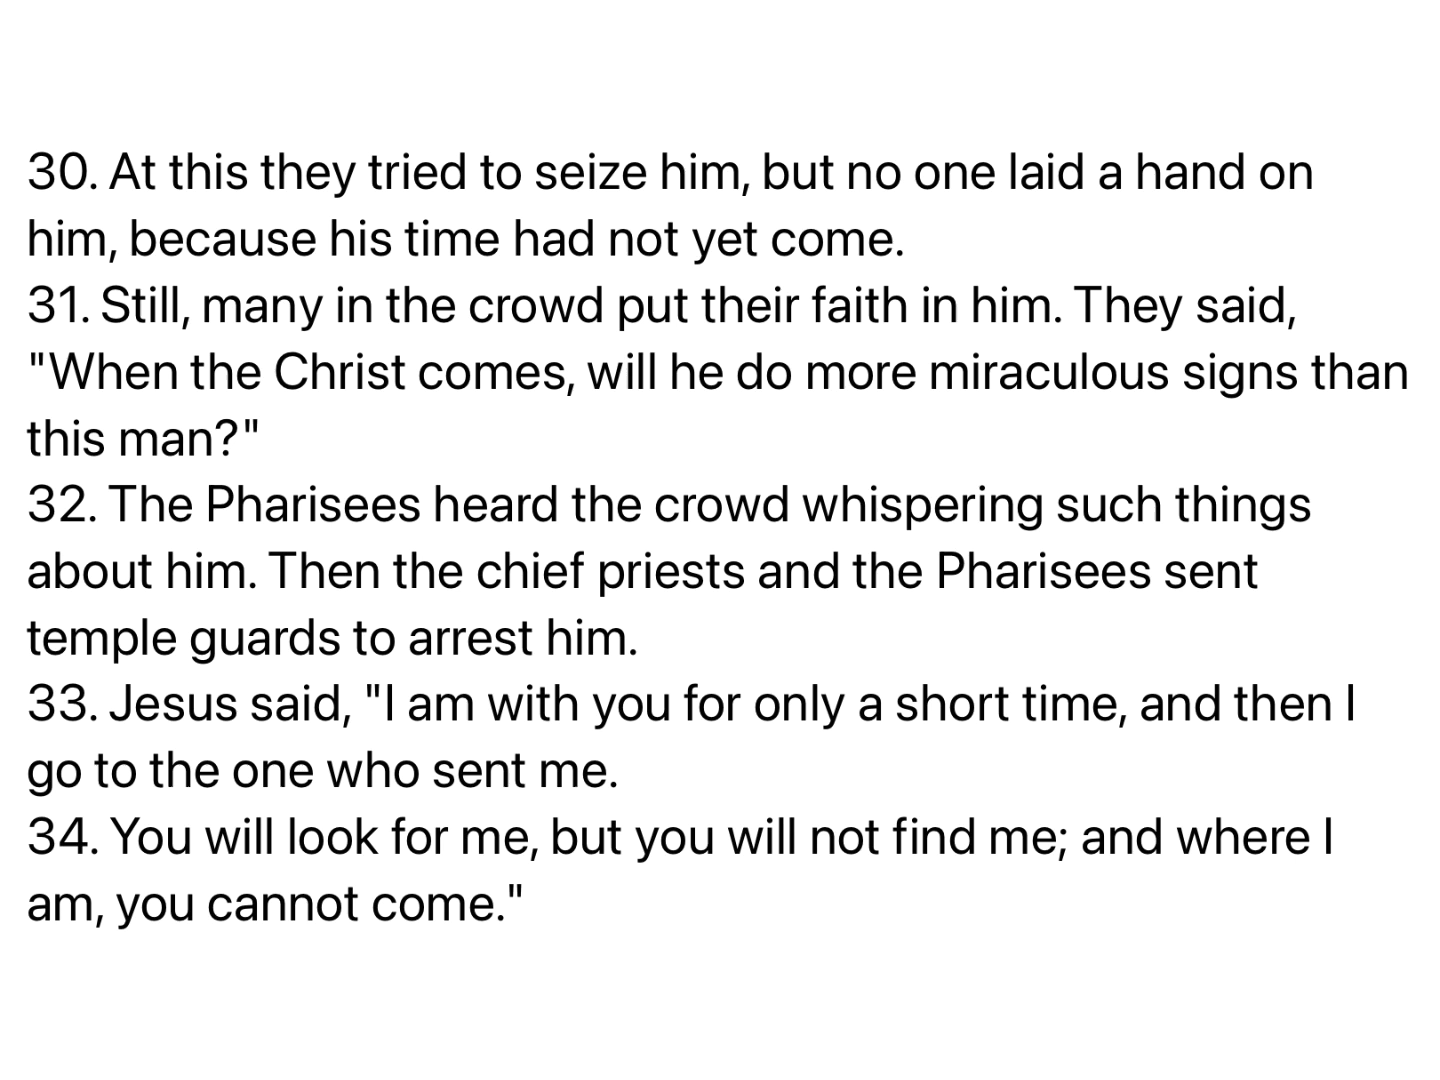 30. At this they tried to seize him, but no one laid a hand on
him, because his time had not yet come.
31. Still, many in the crowd put their faith in him. They said,
"When the Christ comes, will he do more miraculous signs than
this man?"
32. The Pharisees heard the crowd whispering such things
about him. Then the chief priests and the Pharisees sent
temple guards to arrest him.
33. Jesus said, "I am with you for only a short time, and then I
go to the one who sent me.
34. You will look for me, but you will not find me; and where I
am, you cannot come."